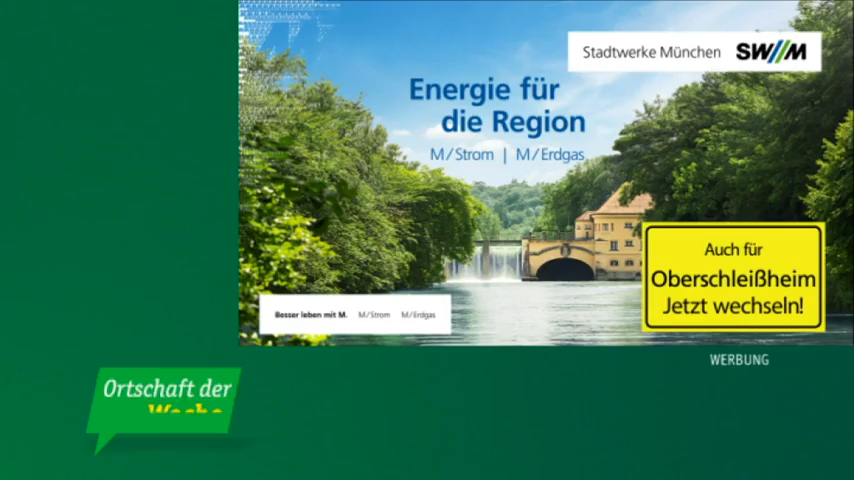 Stadtwerke München SW//M
Energie für
die Region
M/Strom | M/Erdgas
Auch für
Oberschleißheim
Jetzt wechseln!
Besser leben mit M. M/Strom M/Erdgas
WERBUNG
Ortschaft der
Woche